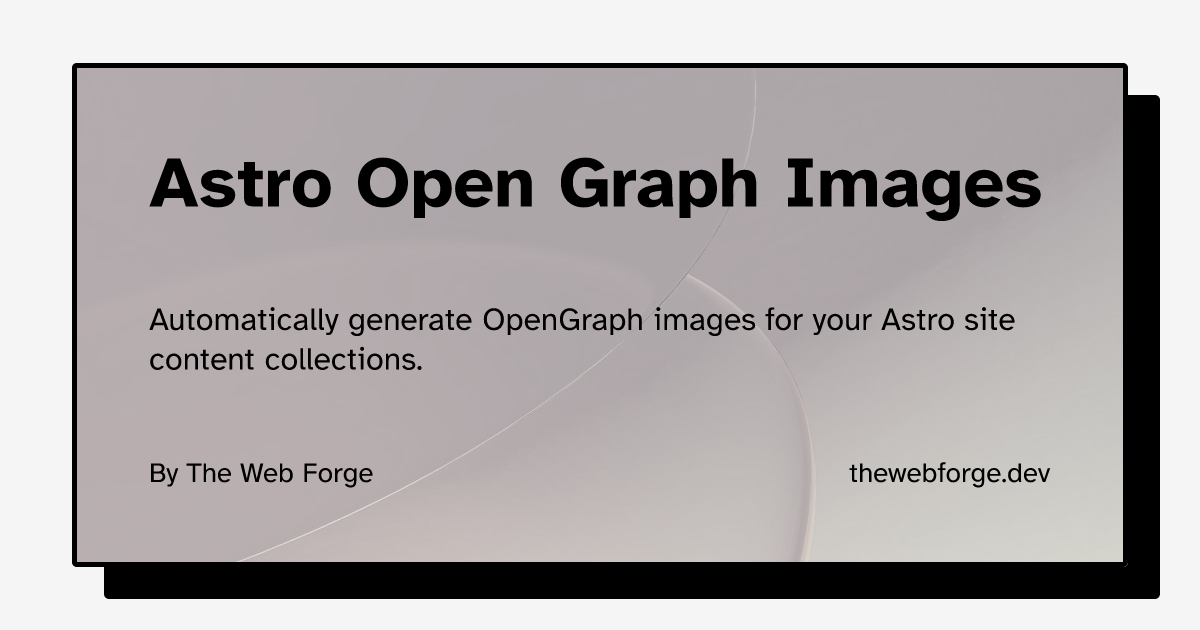 Astro Open Graph Images
Automatically generate OpenGraph images for your Astro site
content collections.
By The Web Forge
thewebforge.dev